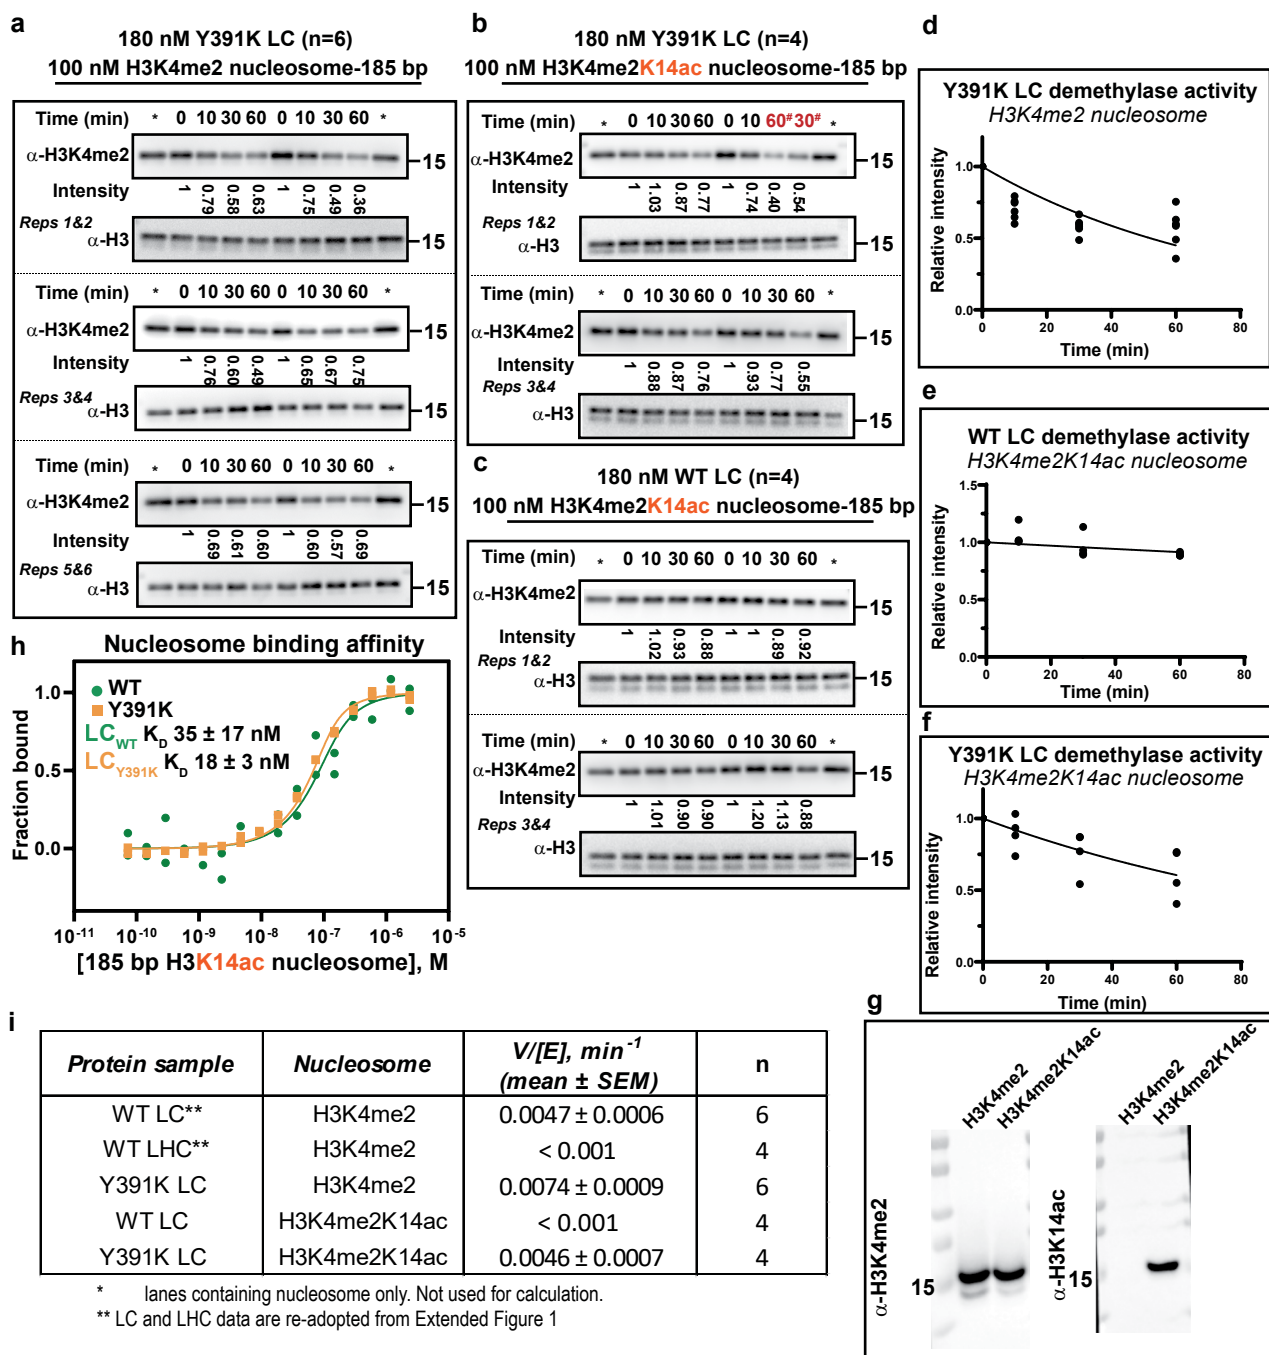 a
180 nM Y391K LC (n=6)
100 nM H3K4me2 nucleosome-185 bp
Time (min) * 0 10 30 60 0 10 30 60 *
α-H3K4me2 15
Intensity 1 0.79 0.58 0.63 1 0.75 0.49 0.36
Reps 1&2
α-H3 15
Time (min) * 0 10 30 60 0 10 30 60 *
α-H3K4me2 15
Intensity 1 0.76 0.60 0.49 1 0.65 0.67 0.75
Reps 3&4
α-H3 15
Time (min) * 0 10 30 60 0 10 30 60 *
α-H3K4me2 15
Intensity 1 0.69 0.61 0.60 1 0.60 0.57 0.69
Reps 5&6
α-H3 15
b
180 nM Y391K LC (n=4)
100 nM H3K4me2K14ac nucleosome-185 bp
Time (min) * 0 10 30 60 0 10 60# 30# *
α-H3K4me2 15
Intensity 1 1.03 0.87 0.77 1 0.74 0.40 0.54
Reps 1&2
α-H3 15
Time (min) * 0 10 30 60 0 10 30 60 *
α-H3K4me2 15
Intensity 1 0.88 0.87 0.76 1 0.93 0.77 0.55
Reps 3&4
α-H3 15
c
180 nM WT LC (n=4)
100 nM H3K4me2K14ac nucleosome-185 bp
Time (min) * 0 10 30 60 0 10 30 60 *
α-H3K4me2 15
Intensity 1 1.02 0.93 0.88 1 1 0.89 0.92
Reps 1&2
α-H3 15
Time (min) * 0 10 30 60 0 10 30 60 *
α-H3K4me2 15
Intensity 1 1.01 0.90 0.90 1 1.20 1.13 0.88
Reps 3&4
α-H3 15
d
Y391K LC demethylase activity
H3K4me2 nucleosome
Relative intensity
1.0
0.5
0.0
0 20 40 60 80
Time (min)
e
WT LC demethylase activity
H3K4me2K14ac nucleosome
Relative intensity
1.5
1.0
0.5
0.0
0 20 40 60 80
Time (min)
f
Y391K LC demethylase activity
H3K4me2K14ac nucleosome
Relative intensity
1.0
0.5
0.0
0 20 40 60 80
Time (min)
g
H3K4me2 H3K4me2K14ac
α-H3K4me2
15
H3K4me2 H3K4me2K14ac
α-H3K14ac
15
h
Nucleosome binding affinity
WT
Y391K
LCWT KD 35 ± 17 nM
LCY391K KD 18 ± 3 nM
Fraction bound
1.0
0.5
0.0
10-11 10-10 10-9 10-8 10-7 10-6 10-5
[185 bp H3K14ac nucleosome], M
i
Protein sample Nucleosome V/[E], min-1 (mean ± SEM) n
WT LC** H3K4me2 0.0047 ± 0.0006 6
WT LHC** H3K4me2 < 0.001 4
Y391K LC H3K4me2 0.0074 ± 0.0009 6
WT LC H3K4me2K14ac < 0.001 4
Y391K LC H3K4me2K14ac 0.0046 ± 0.0007 4
* lanes containing nucleosome only. Not used for calculation.
** LC and LHC data are re-adopted from Extended Figure 1